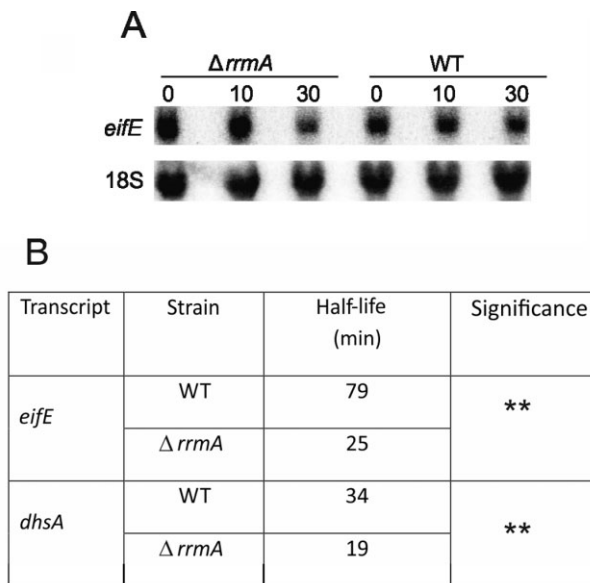 A
ΔrrmA WT
0 10 30 0 10 30
eifE
18S
B
Transcript Strain Half-life (min) Significance
eifE WT 79 **
ΔrrmA 25
dhsA WT 34 **
ΔrrmA 19